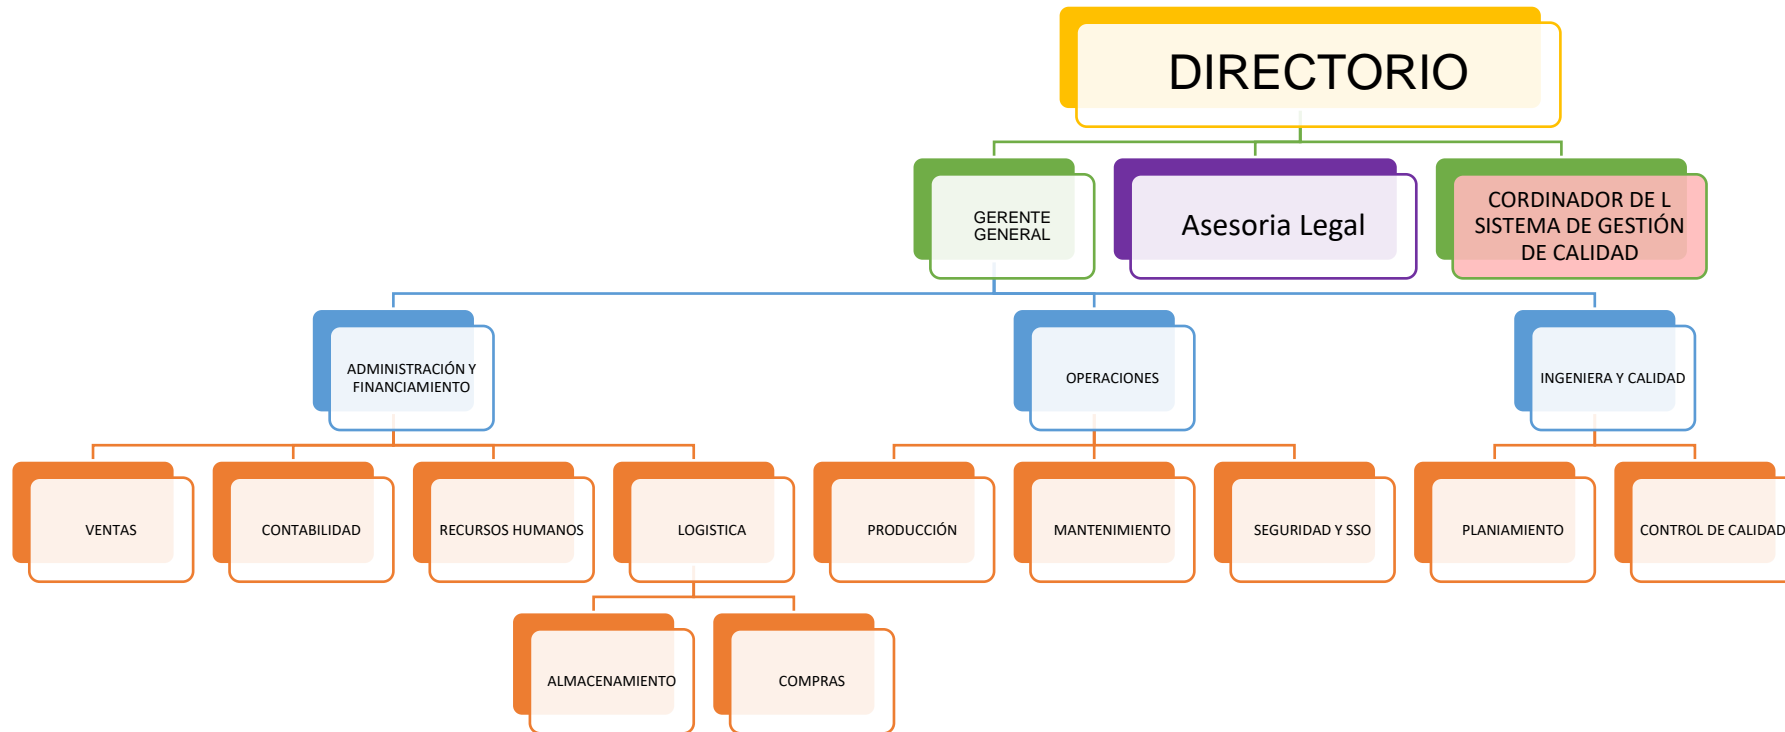 DIRECTORIO
GERENTE
GENERAL
Asesoria Legal
CORDINADOR DE L
SISTEMA DE GESTIÓN
DE CALIDAD
ADMINISTRACIÓN Y
FINANCIAMIENTO
OPERACIONES
INGENIERA Y CALIDAD
VENTAS
CONTABILIDAD
RECURSOS HUMANOS
LOGISTICA
PRODUCCIÓN
MANTENIMIENTO
SEGURIDAD Y SSO
PLANIAMIENTO
CONTROL DE CALIDAD
ALMACENAMIENTO
COMPRAS